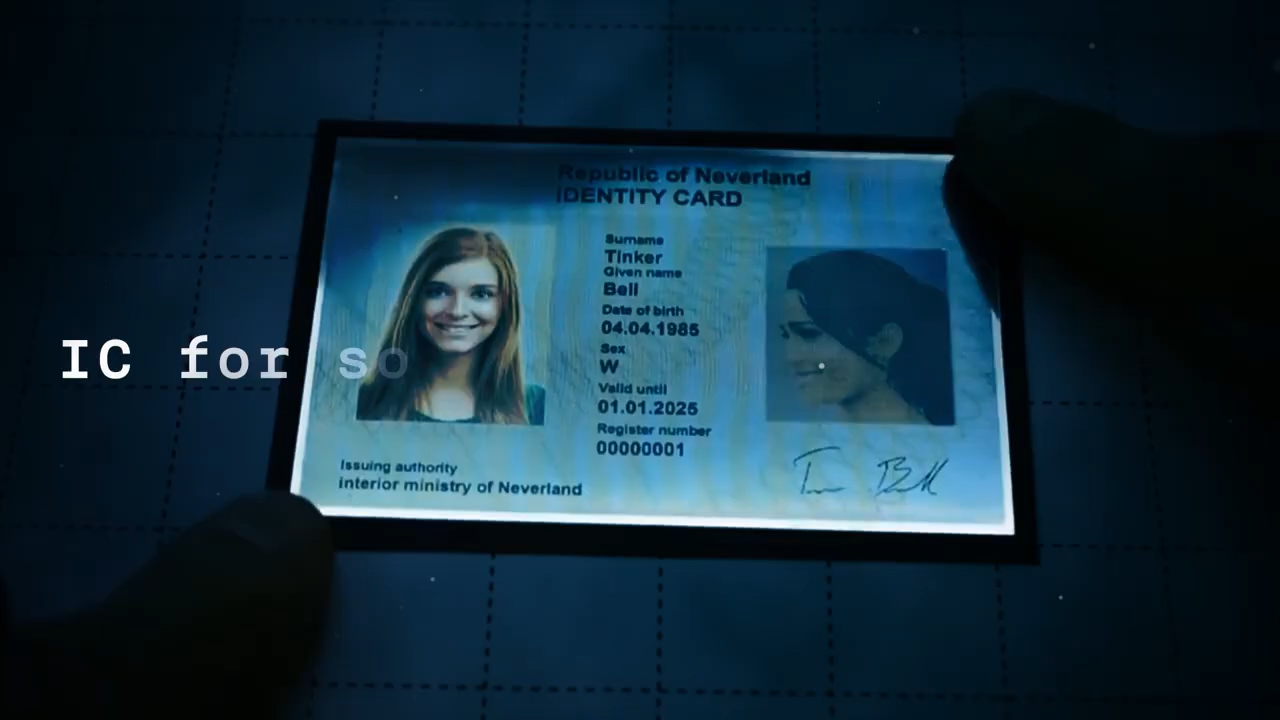 Republic of Neverland
IDENTITY CARD
Surname
Tinker
Given name
Bell
Date of birth
04.04.1985
Sex
W
Valid until
01.01.2025
Register number
00000001
Issuing authority
interior ministry of Neverland
IC for so